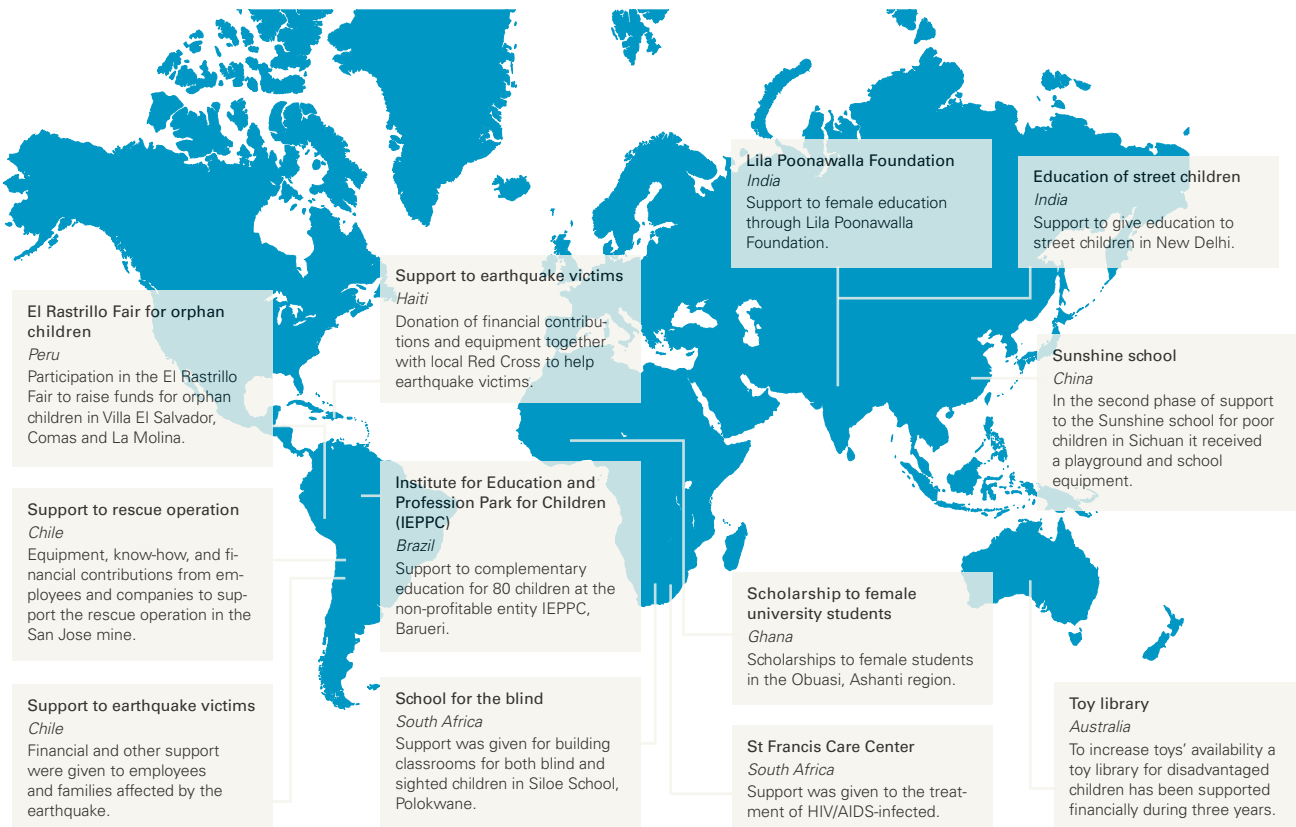 Lila Poonawalla Foundation
India
Support to female education
through Lila Poonawalla
Foundation.
Education of street children
India
Support to give education to
street children in New Delhi.
Support to earthquake victims
Haiti
Donation of financial contribu-
tions and equipment together
with local Red Cross to help
earthquake victims.
El Rastrillo Fair for orphan
children
Peru
Participation in the El Rastrillo
Fair to raise funds for orphan
children in Villa El Salvador,
Comas and La Molina.
Sunshine school
China
In the second phase of support
to the Sunshine school for poor
children in Sichuan it received
a playground and school
equipment.
Institute for Education and
Profession Park for Children
(IEPPC)
Brazil
Support to complementary
education for 80 children at the
non-profitable entity IEPPC,
Barueri.
Support to rescue operation
Chile
Equipment, know-how, and fi-
nancial contributions from em-
ployees and companies to sup-
port the rescue operation in the
San Jose mine.
Scholarship to female
university students
Ghana
Scholarships to female students
in the Obuasi, Ashanti region.
Support to earthquake victims
Chile
Financial and other support
were given to employees
and families affected by the
earthquake.
School for the blind
South Africa
Support was given for building
classrooms for both blind and
sighted children in Siloe School,
Polokwane.
St Francis Care Center
South Africa
Support was given to the treat-
ment of HIV/AIDS-infected.
Toy library
Australia
To increase toys’ availability a
toy library for disadvantaged
children has been supported
financially during three years.